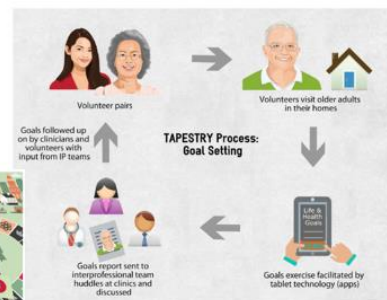 Volunteer pairs
Volunteers visit older adults
in their homes
Goals followed up
on by clinicians and
volunteers with
input from IP teams
TAPESTRY Process:
Goal Setting
Life &
Health
Goals
Goals report sent to
interprofessional team
huddles at clinics and
discussed
Goals exercise facilitated by
tablet technology (apps)